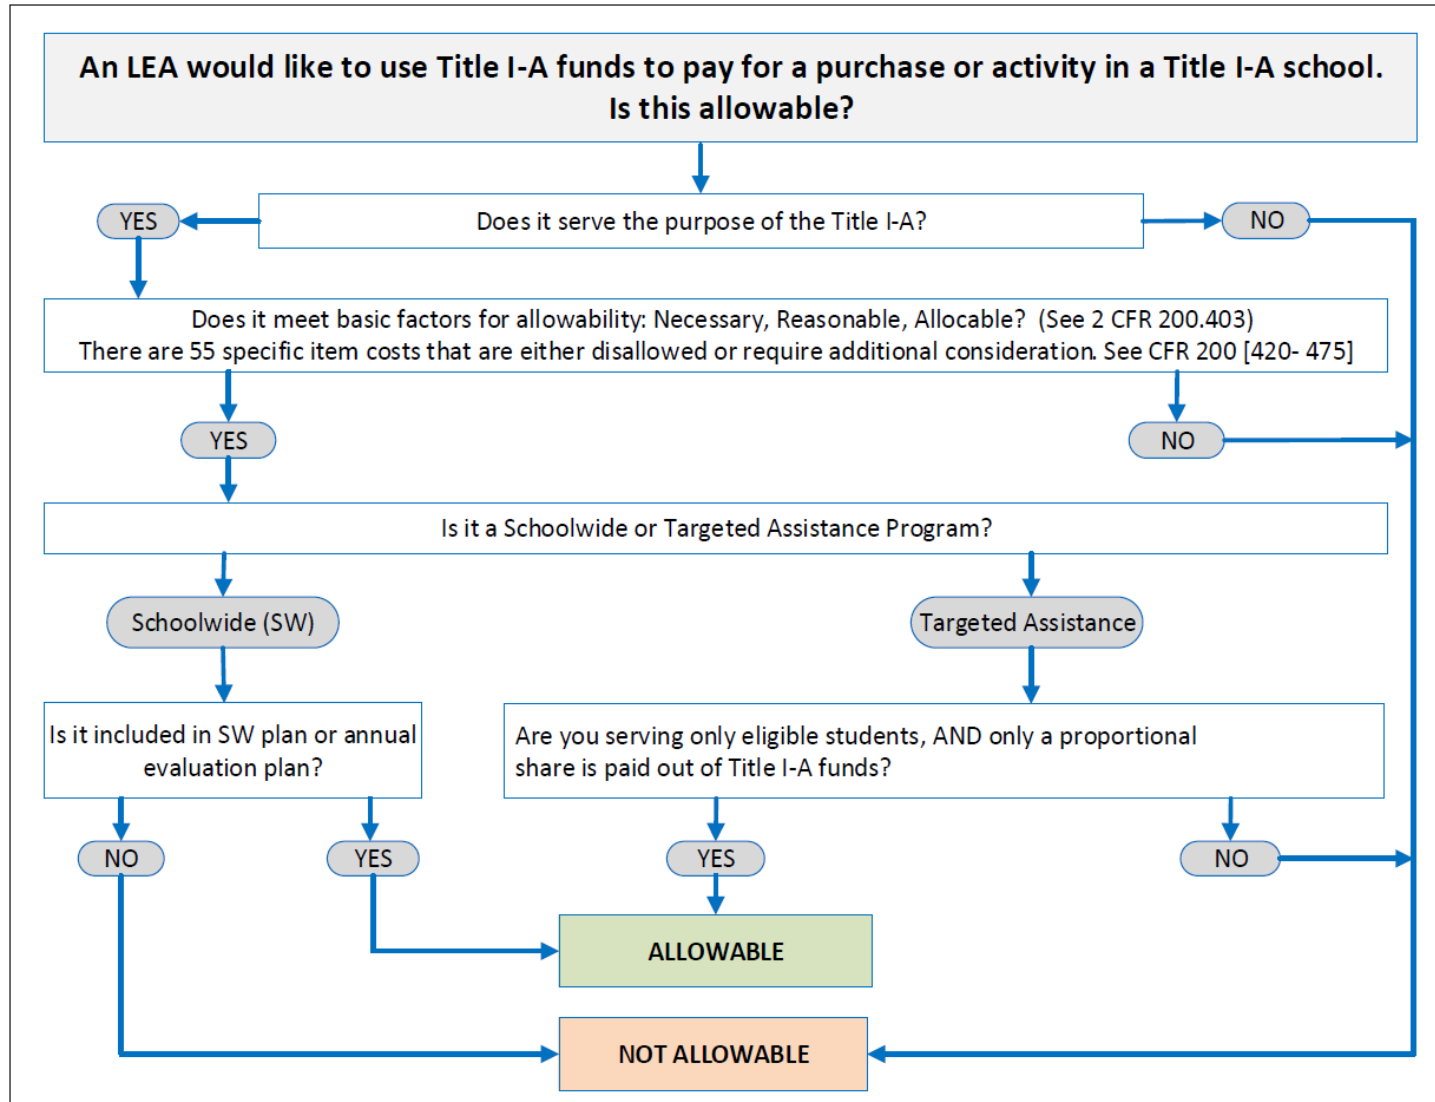 An LEA would like to use Title I-A funds to pay for a purchase or activity in a Title I-A school.
Is this allowable?
YES
Does it serve the purpose of the Title I-A?
NO
Does it meet basic factors for allowability: Necessary, Reasonable, Allocable? (See 2 CFR 200.403)
There are 55 specific item costs that are either disallowed or require additional consideration. See CFR 200 [420- 475]
YES
NO
Is it a Schoolwide or Targeted Assistance Program?
Schoolwide (SW)
Targeted Assistance
Is it included in SW plan or annual
evaluation plan?
Are you serving only eligible students, AND only a proportional
share is paid out of Title I-A funds?
NO
YES
YES
NO
ALLOWABLE
NOT ALLOWABLE